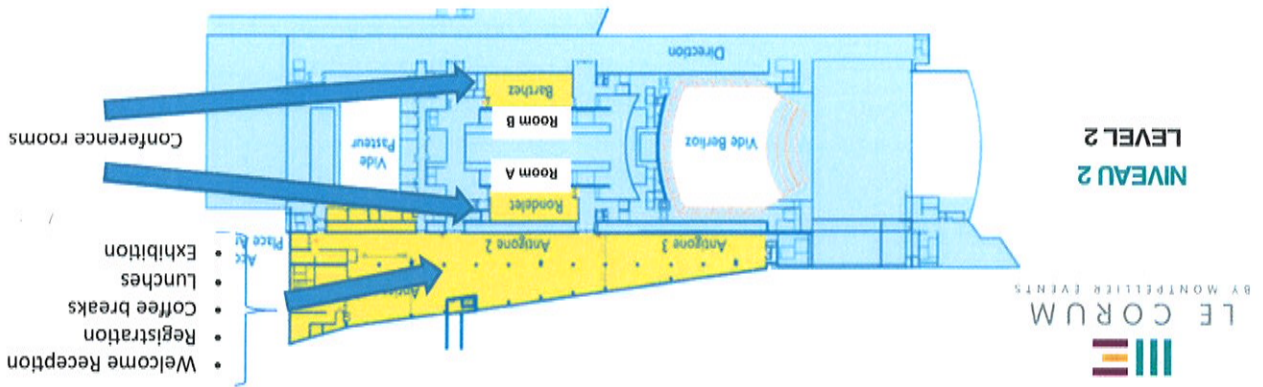 LE CORUM
BY MONTPELLIER EVENTS
NIVEAU 2
LEVEL 2
• Welcome Reception
• Registration
• Coffee breaks
• Lunches
• Exhibition
Antigone 3
Antigone 2
Place
Rondelet
Room A
Vide Berlioz
Vide
Pasteur
Conference rooms
Room B
Barthez
Direction